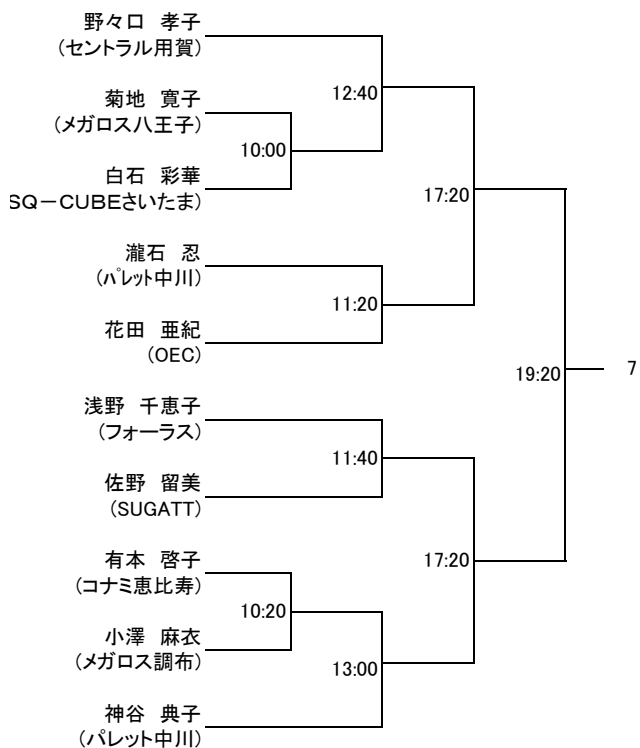 野々口　孝子
(セントラル用賀)
12:40
菊地　寛子
(メガロス八王子)
10:00
白石　彩華
SQ－CUBEさいたま)
17:20
瀧石　忍
(パレット中川)
11:20
花田　亜紀
(OEC)
19:20
7
浅野　千恵子
(フォーラス)
11:40
佐野　留美
(SUGATT)
17:20
有本　啓子
(コナミ恵比寿)
10:20
小澤　麻衣
(メガロス調布)
13:00
神谷　典子
(パレット中川)